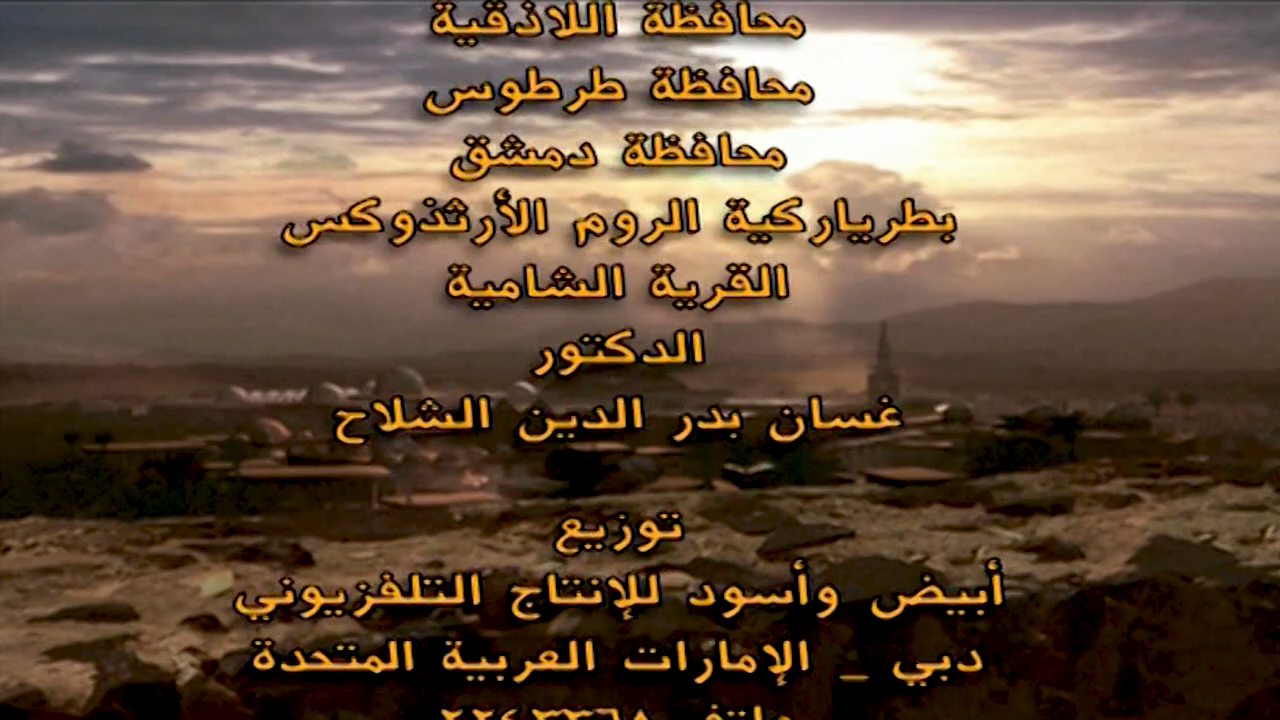 محافظة اللاذقية
محافظة طرطوس
محافظة دمشق
بطرياركية الروم الأرثذوكس
القرية الشامية
الدكتور
غسان بدر الدين الشلاح
توزيع
أبيض وأسود للإنتاج التلفزيوني
دبي _ الإمارات العربية المتحدة